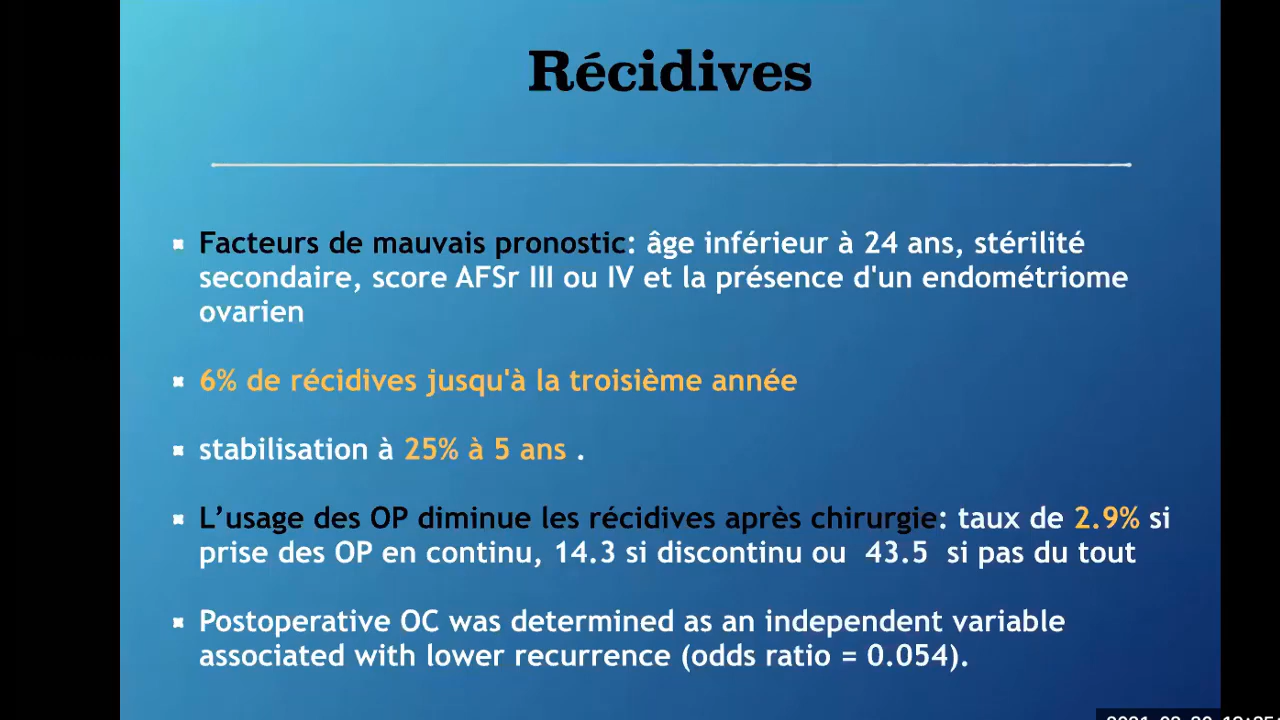 Récidives
Facteurs de mauvais pronostic: âge inférieur à 24 ans, stérilité
secondaire, score AFSr III ou IV et la présence d'un endométriome
ovarien
6% de récidives jusqu'à la troisième année
stabilisation à 25% à 5 ans .
L’usage des OP diminue les récidives après chirurgie: taux de 2.9% si
prise des OP en continu, 14.3 si discontinu ou 43.5 si pas du tout
Postoperative OC was determined as an independent variable
associated with lower recurrence (odds ratio = 0.054).